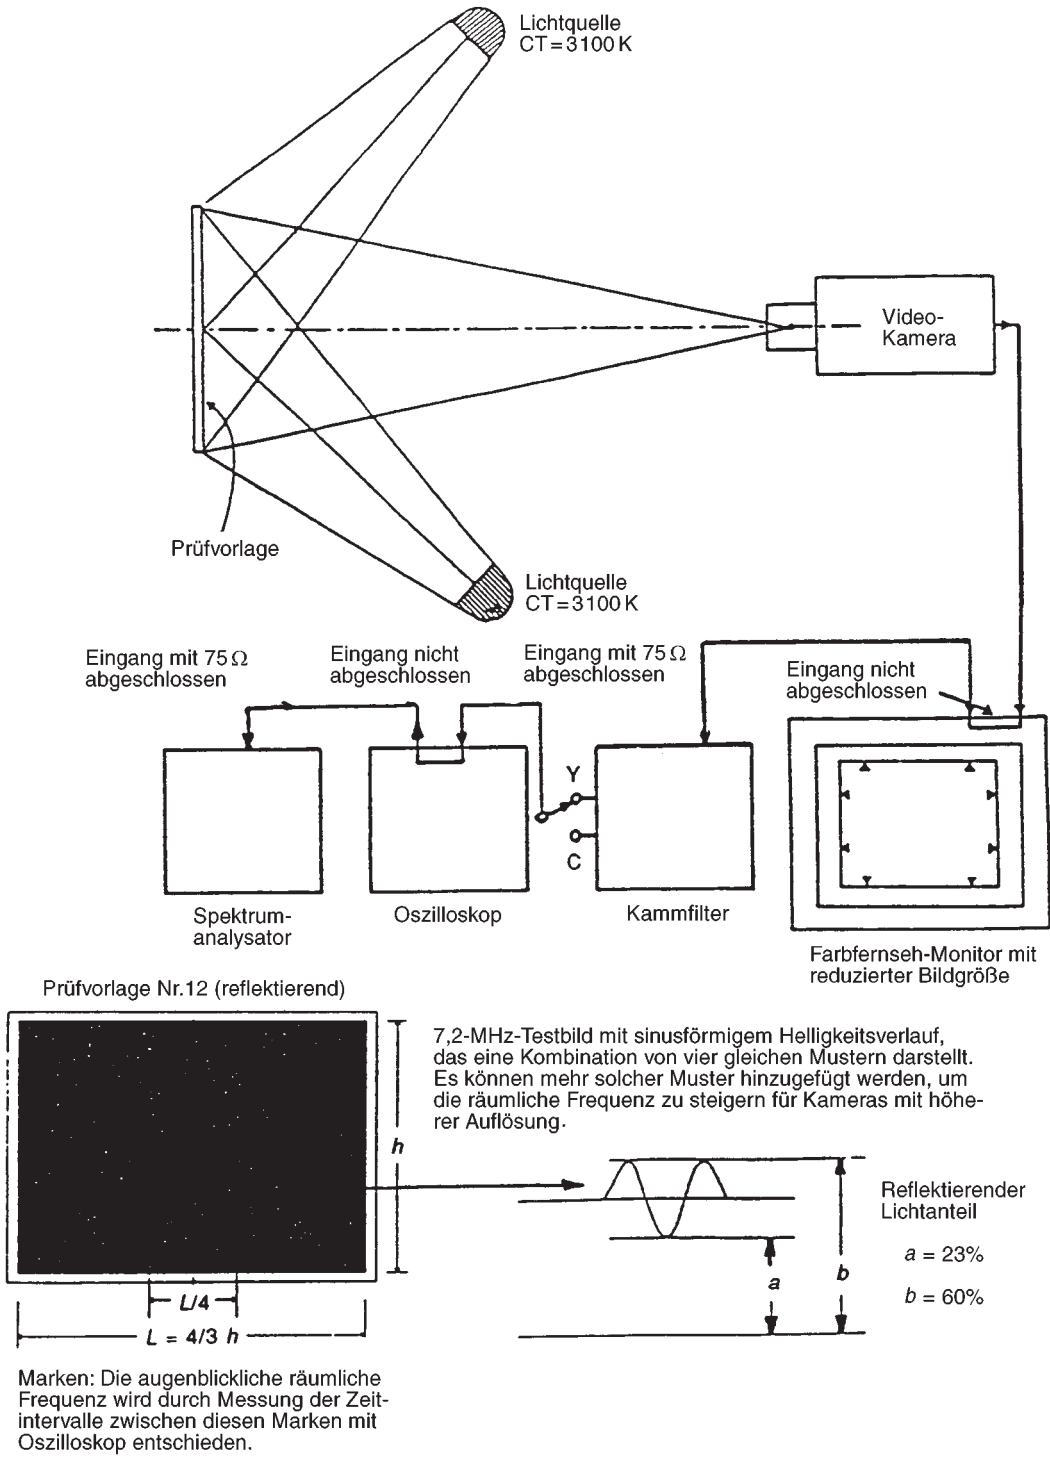 Lichtquelle
CT = 3100 K
Video-
Kamera
Prüfvorlage
Lichtquelle
CT = 3100 K
Eingang mit 75 Ω
abgeschlossen
Eingang nicht
abgeschlossen
Eingang mit 75 Ω
abgeschlossen
Eingang nicht
abgeschlossen
Y
C
Spektrum-
analysator
Oszilloskop
Kammfilter
Farbfernseh-Monitor mit
reduzierter Bildgröße
Prüfvorlage Nr.12 (reflektierend)
7,2-MHz-Testbild mit sinusförmigem Helligkeitsverlauf,
das eine Kombination von vier gleichen Mustern darstellt.
Es können mehr solcher Muster hinzugefügt werden, um
die räumliche Frequenz zu steigern für Kameras mit höhe-
rer Auflösung.
h
Reflektierender
Lichtanteil
a = 23%
b = 60%
a
b
L/4
L = 4/3 h
Marken: Die augenblickliche räumliche
Frequenz wird durch Messung der Zeit-
intervalle zwischen diesen Marken mit
Oszilloskop entschieden.